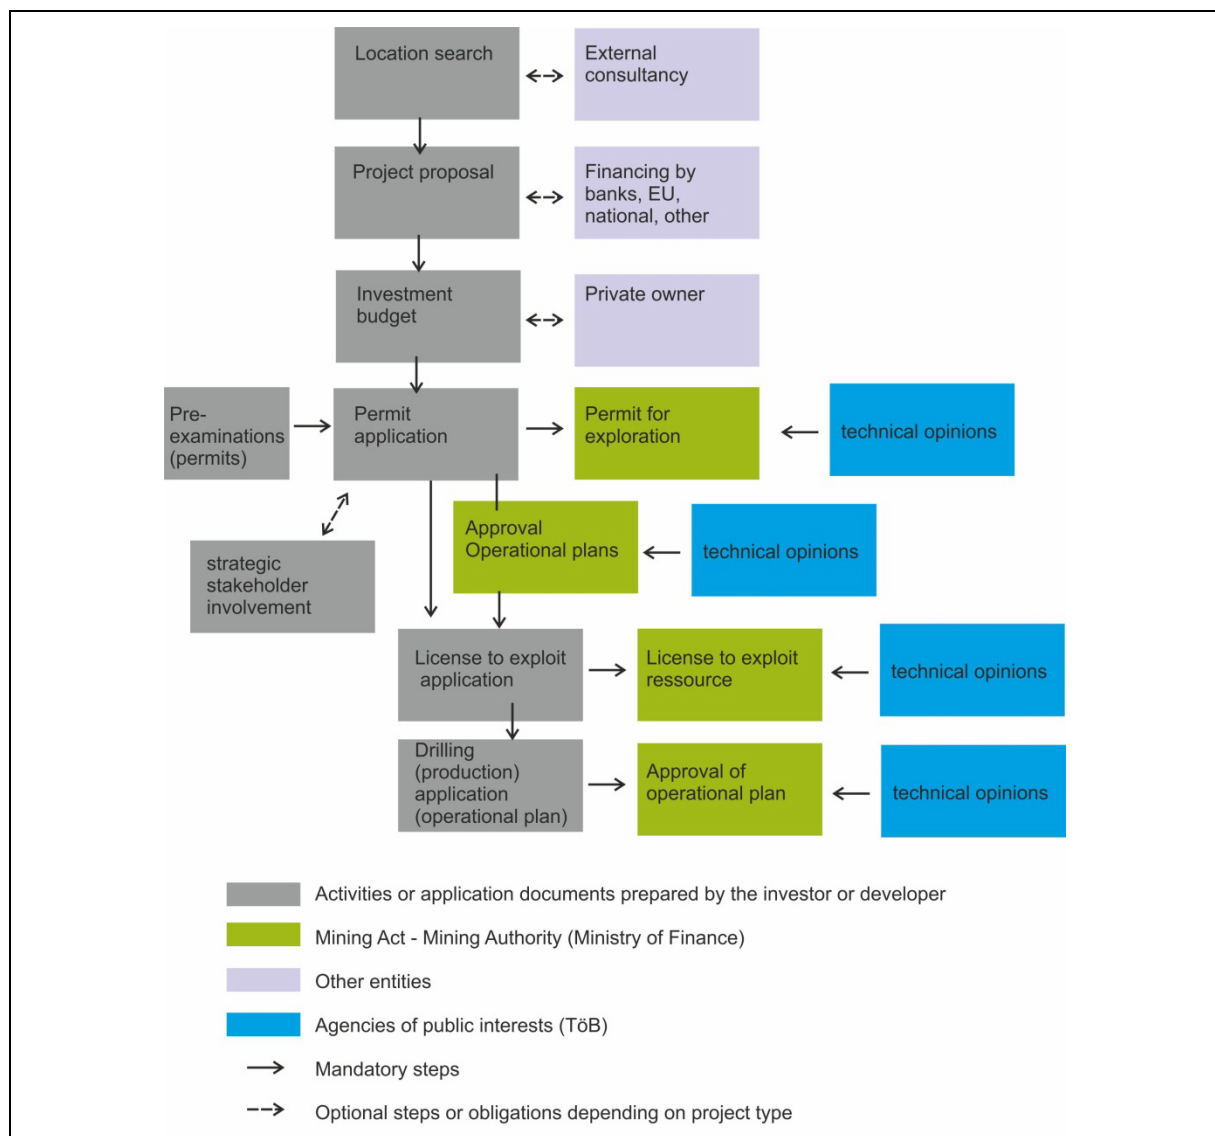 Location search
External
consultancy
Project proposal
Financing by
banks, EU,
national, other
Investment
budget
Private owner
Pre-
examinations
(permits)
Permit
application
Permit for
exploration
technical opinions
strategic
stakeholder
involvement
Approval
Operational plans
technical opinions
License to exploit
application
License to exploit
ressource
technical opinions
Drilling
(production)
application
(operational plan)
Approval of
operational plan
technical opinions
Activities or application documents prepared by the investor or developer
Mining Act - Mining Authority (Ministry of Finance)
Other entities
Agencies of public interests (TöB)
Mandatory steps
Optional steps or obligations depending on project type